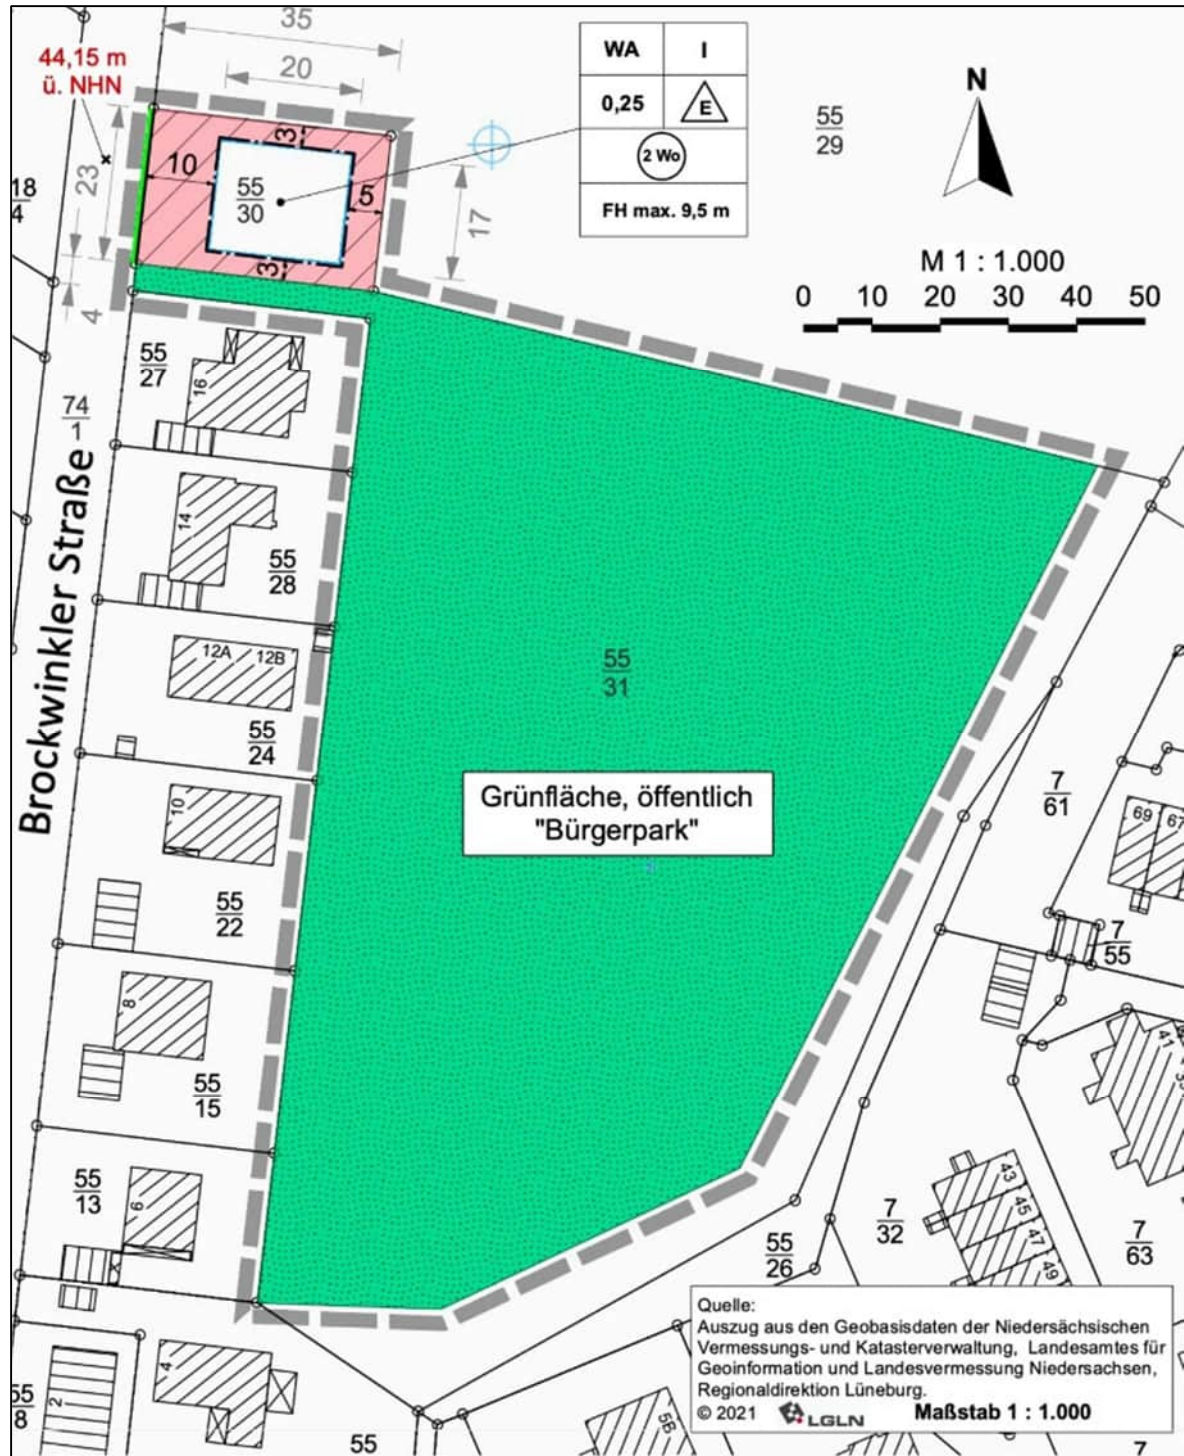 35
44,15 m
ü. NHN
20
WA
I
0,25
E
2 Wo
FH max. 9,5 m
N
55
29
3
10
55
30
5
23
17
18
4
3
M 1 : 1.000
0 10 20 30 40 50
4
55
27
16
74
1
Brockwinkler Straße
14
55
28
12A 12B
55
31
55
24
Grünfläche, öffentlich
"Bürgerpark"
10
7
61
69 67
55
22
7
55
8
41
55
15
55
13
6
43
45
47
49
7
32
55
26
7
63
Quelle:
Auszug aus den Geobasisdaten der Niedersächsischen
Vermessungs- und Katasterverwaltung, Landesamtes für
Geoinformation und Landesvermessung Niedersachsen,
Regionaldirektion Lüneburg.
© 2021 LGLN Maßstab 1 : 1.000
4
55
8
2
5B
55
7